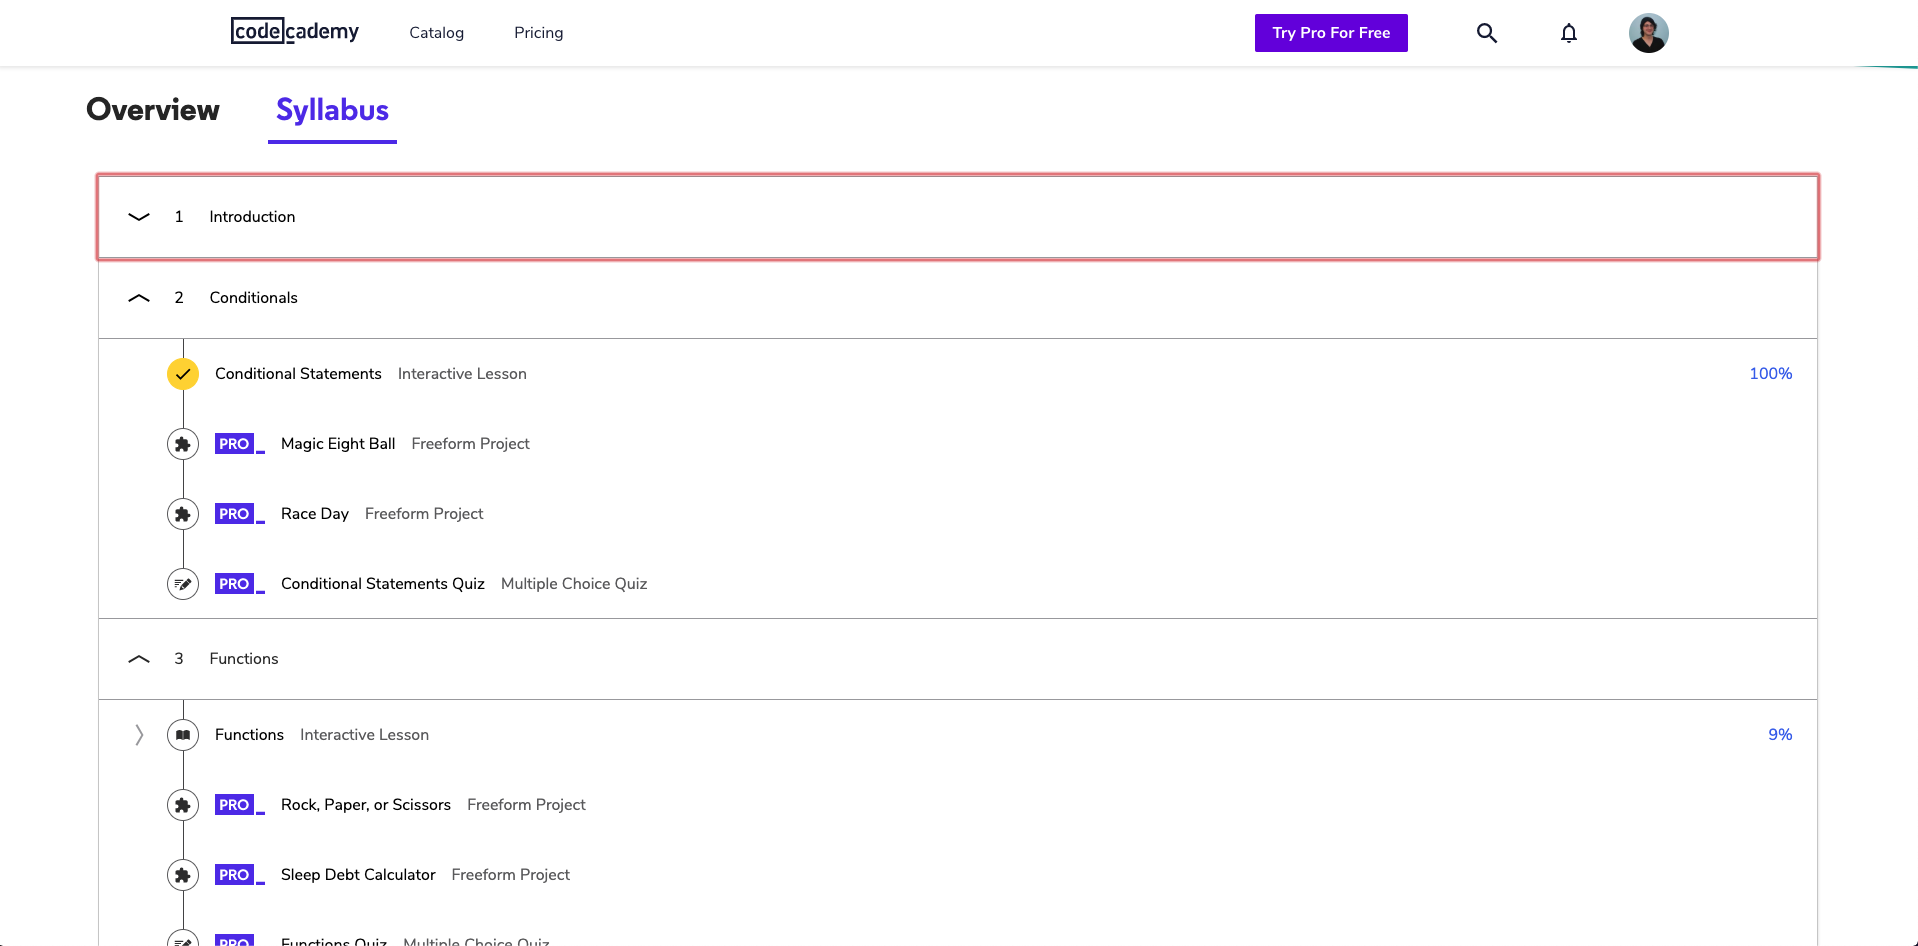 codecademy Catalog Pricing Try Pro For Free
Overview Syllabus
1 Introduction
2 Conditionals
Conditional Statements Interactive Lesson 100%
PRO Magic Eight Ball Freeform Project
PRO Race Day Freeform Project
PRO Conditional Statements Quiz Multiple Choice Quiz
3 Functions
Functions Interactive Lesson 9%
PRO Rock, Paper, or Scissors Freeform Project
PRO Sleep Debt Calculator Freeform Project
PRO Functions Quiz Multiple Choice Quiz